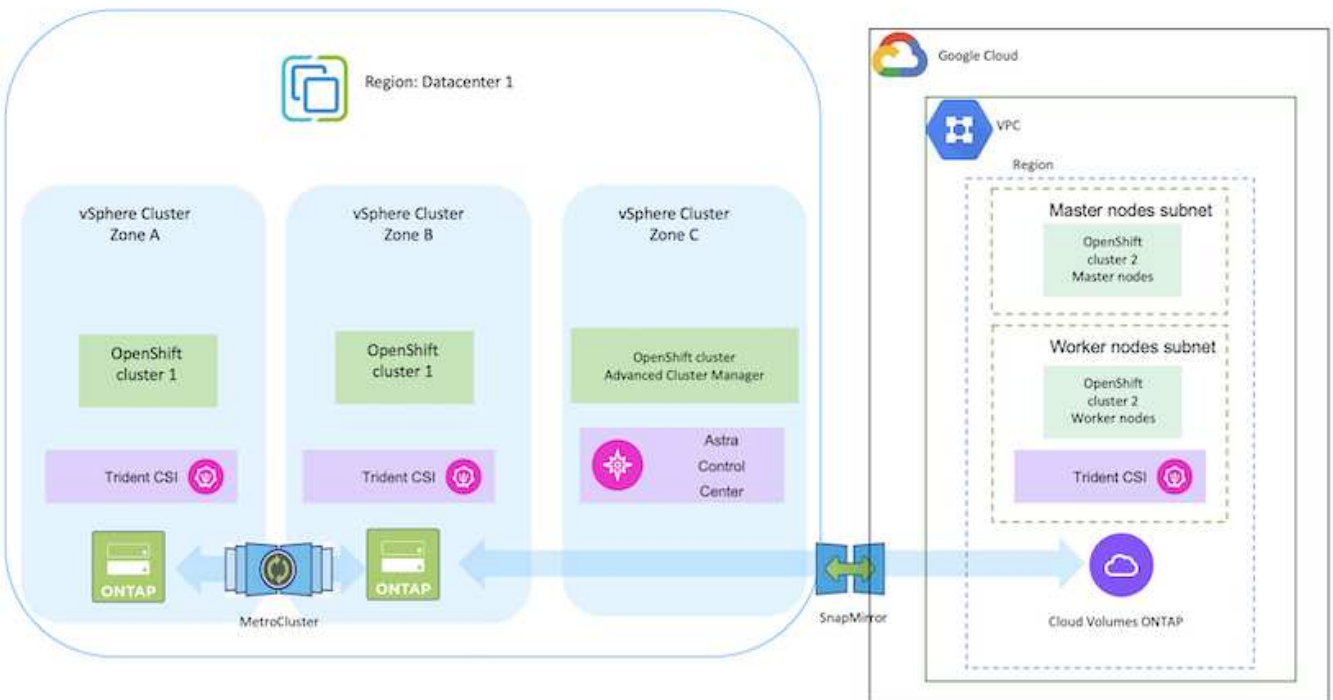 Region: Datacenter 1
vSphere Cluster
Zone A
OpenShift
cluster 1
Trident CSI
ONTAP
MetroCluster
vSphere Cluster
Zone B
OpenShift
cluster 1
Trident CSI
ONTAP
vSphere Cluster
Zone C
OpenShift cluster
Advanced Cluster Manager
Astra
Control
Center
SnapMirror
Google Cloud
VPC
Region
Master nodes subnet
OpenShift
cluster 2
Master nodes
Worker nodes subnet
OpenShift
cluster 2
Worker nodes
Trident CSI
Cloud Volumes ONTAP